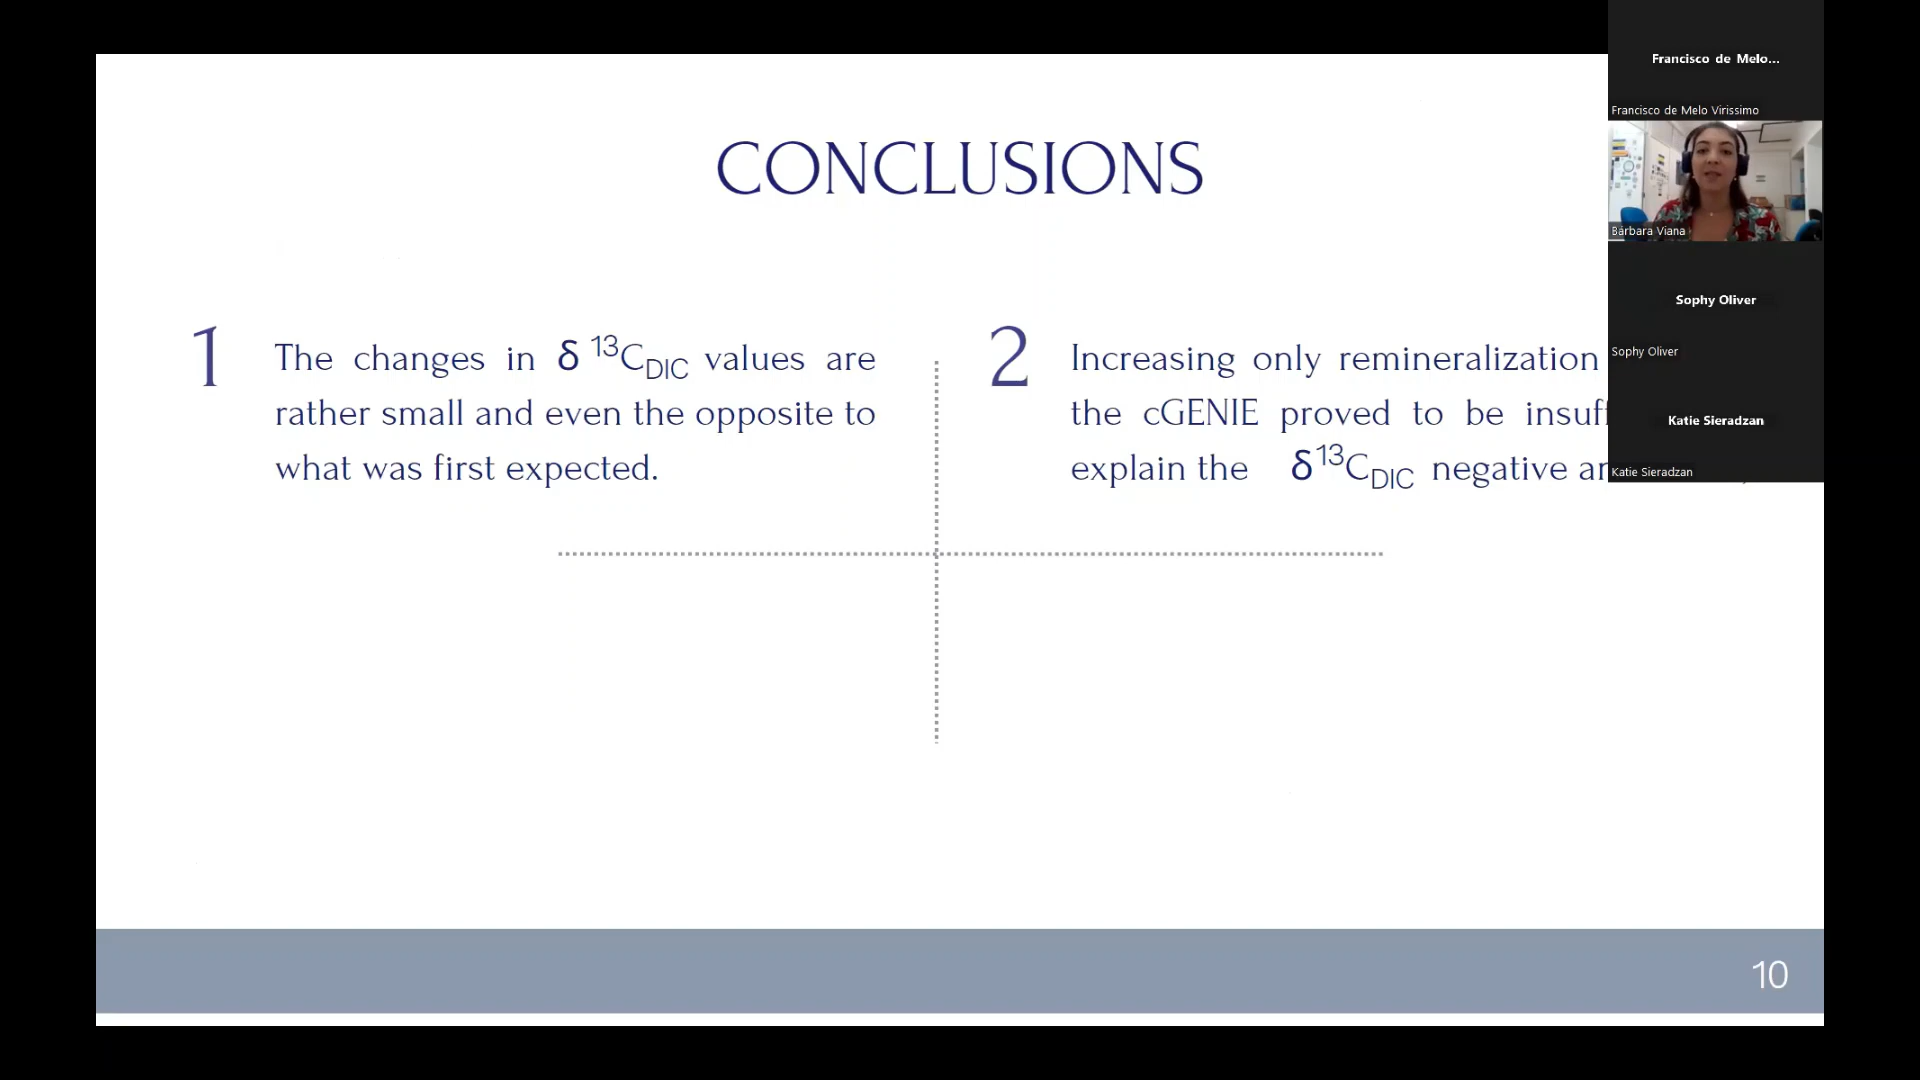 CONCLUSIONS
1
The changes in δ ¹³C_DIC values are
rather small and even the opposite to
what was first expected.
2
Increasing only remineralization
the cGENIE proved to be
explain the δ¹³C_DIC negative
10
Francisco de Melo...
Francisco de Melo Virissimo
Bárbara Viana
Sophy Oliver
Sophy Oliver
Katie Sieradzan
Katie Sieradzan